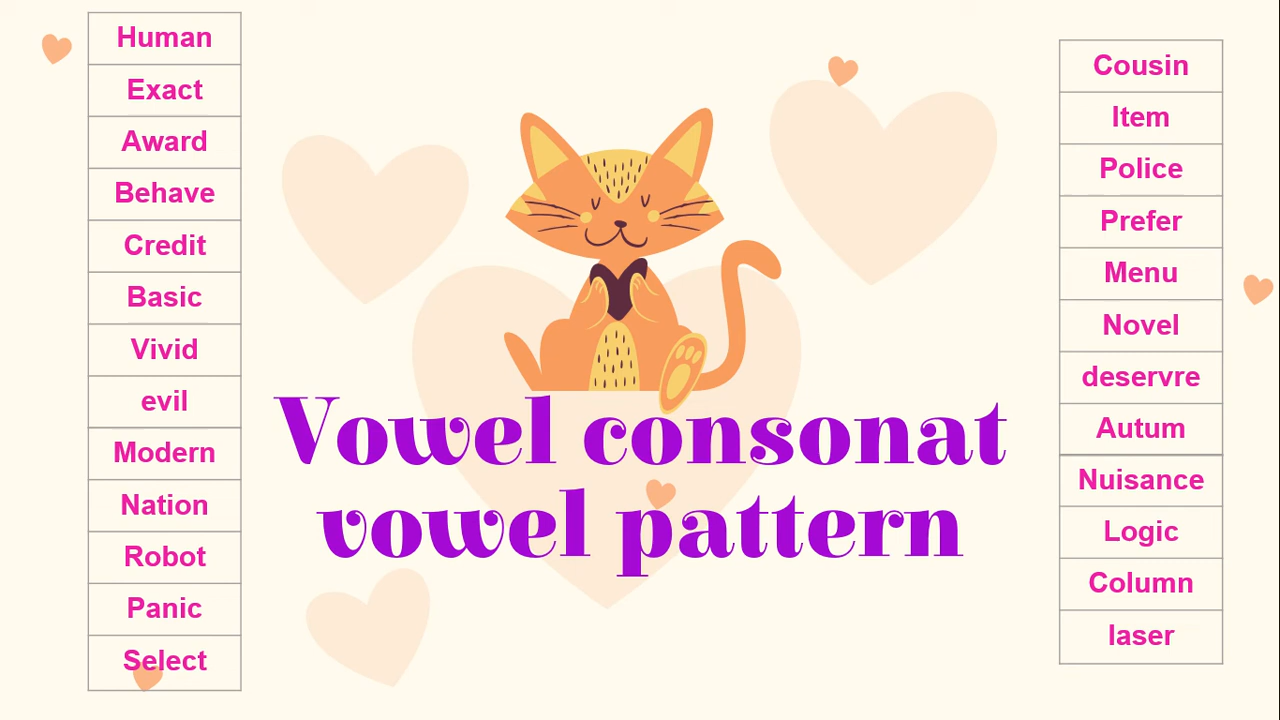 Human
Exact
Award
Behave
Credit
Basic
Vivid
evil
Modern
Nation
Robot
Panic
Select
Vowel consonat
vowel pattern
Cousin
Item
Police
Prefer
Menu
Novel
deservre
Autum
Nuisance
Logic
Column
laser